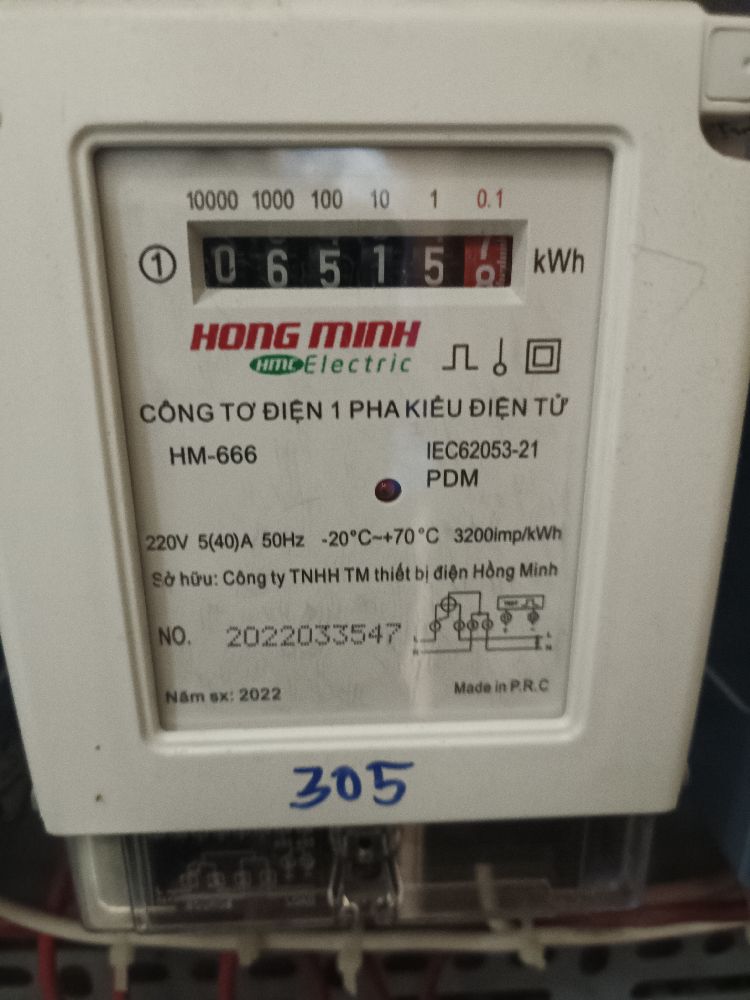 10000 1000 100 10 1 0.1
1 0 6 5 1 5 8 kWh
HONG MINH
HMC Electric
CÔNG TƠ ĐIỆN 1 PHA KIỂU ĐIỆN TỬ
HM-666 IEC62053-21
PDM
220V 5(40)A 50Hz -20°C~+70°C 3200imp/kWh
Sở hữu: Công ty TNHH TM thiết bị điện Hồng Minh
NO. 2022033547
Năm sx: 2022 Made in P.R.C
305